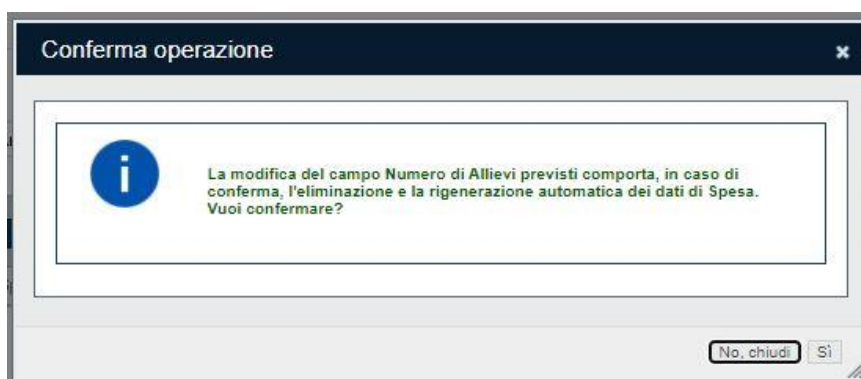 Conferma operazione
La modifica del campo Numero di Allievi previsti comporta, in caso di
conferma, l'eliminazione e la rigenerazione automatica dei dati di Spesa.
Vuoi confermare?
No, chiudi Sì